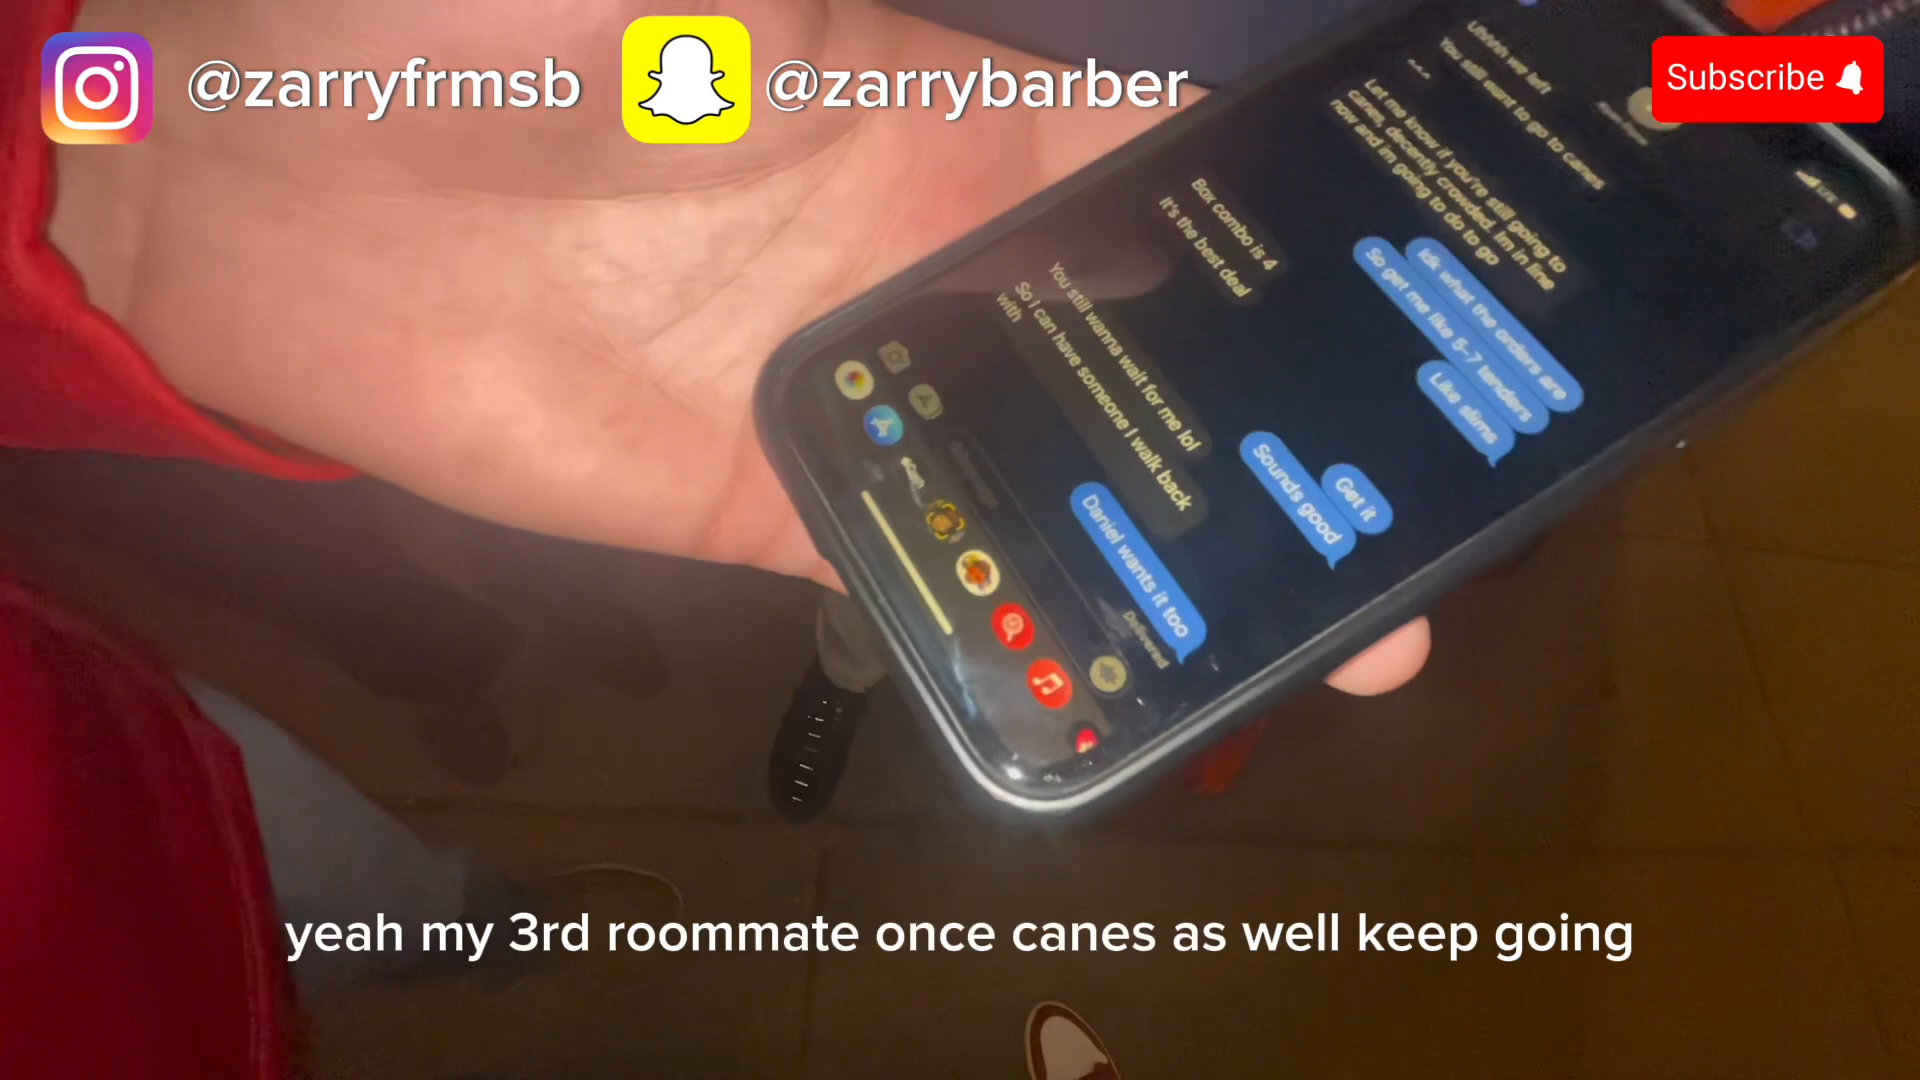 @zarryfrmsb
@zarrybarber
Subscribe
Uhhhh we left
You still want to go to canes
Let me know if you're still going to
canes, decently crowded. Im in line
now and im going to do to go
Idk what the orders are
So get me like 5-7 tenders
Like slims
Box combo is 4
It's the best deal
Get it
Sounds good
You still wanna wait for me lol
So I can have someone I walk back
with
Daniel wants it too
Delivered
yeah my 3rd roommate once canes as well keep going